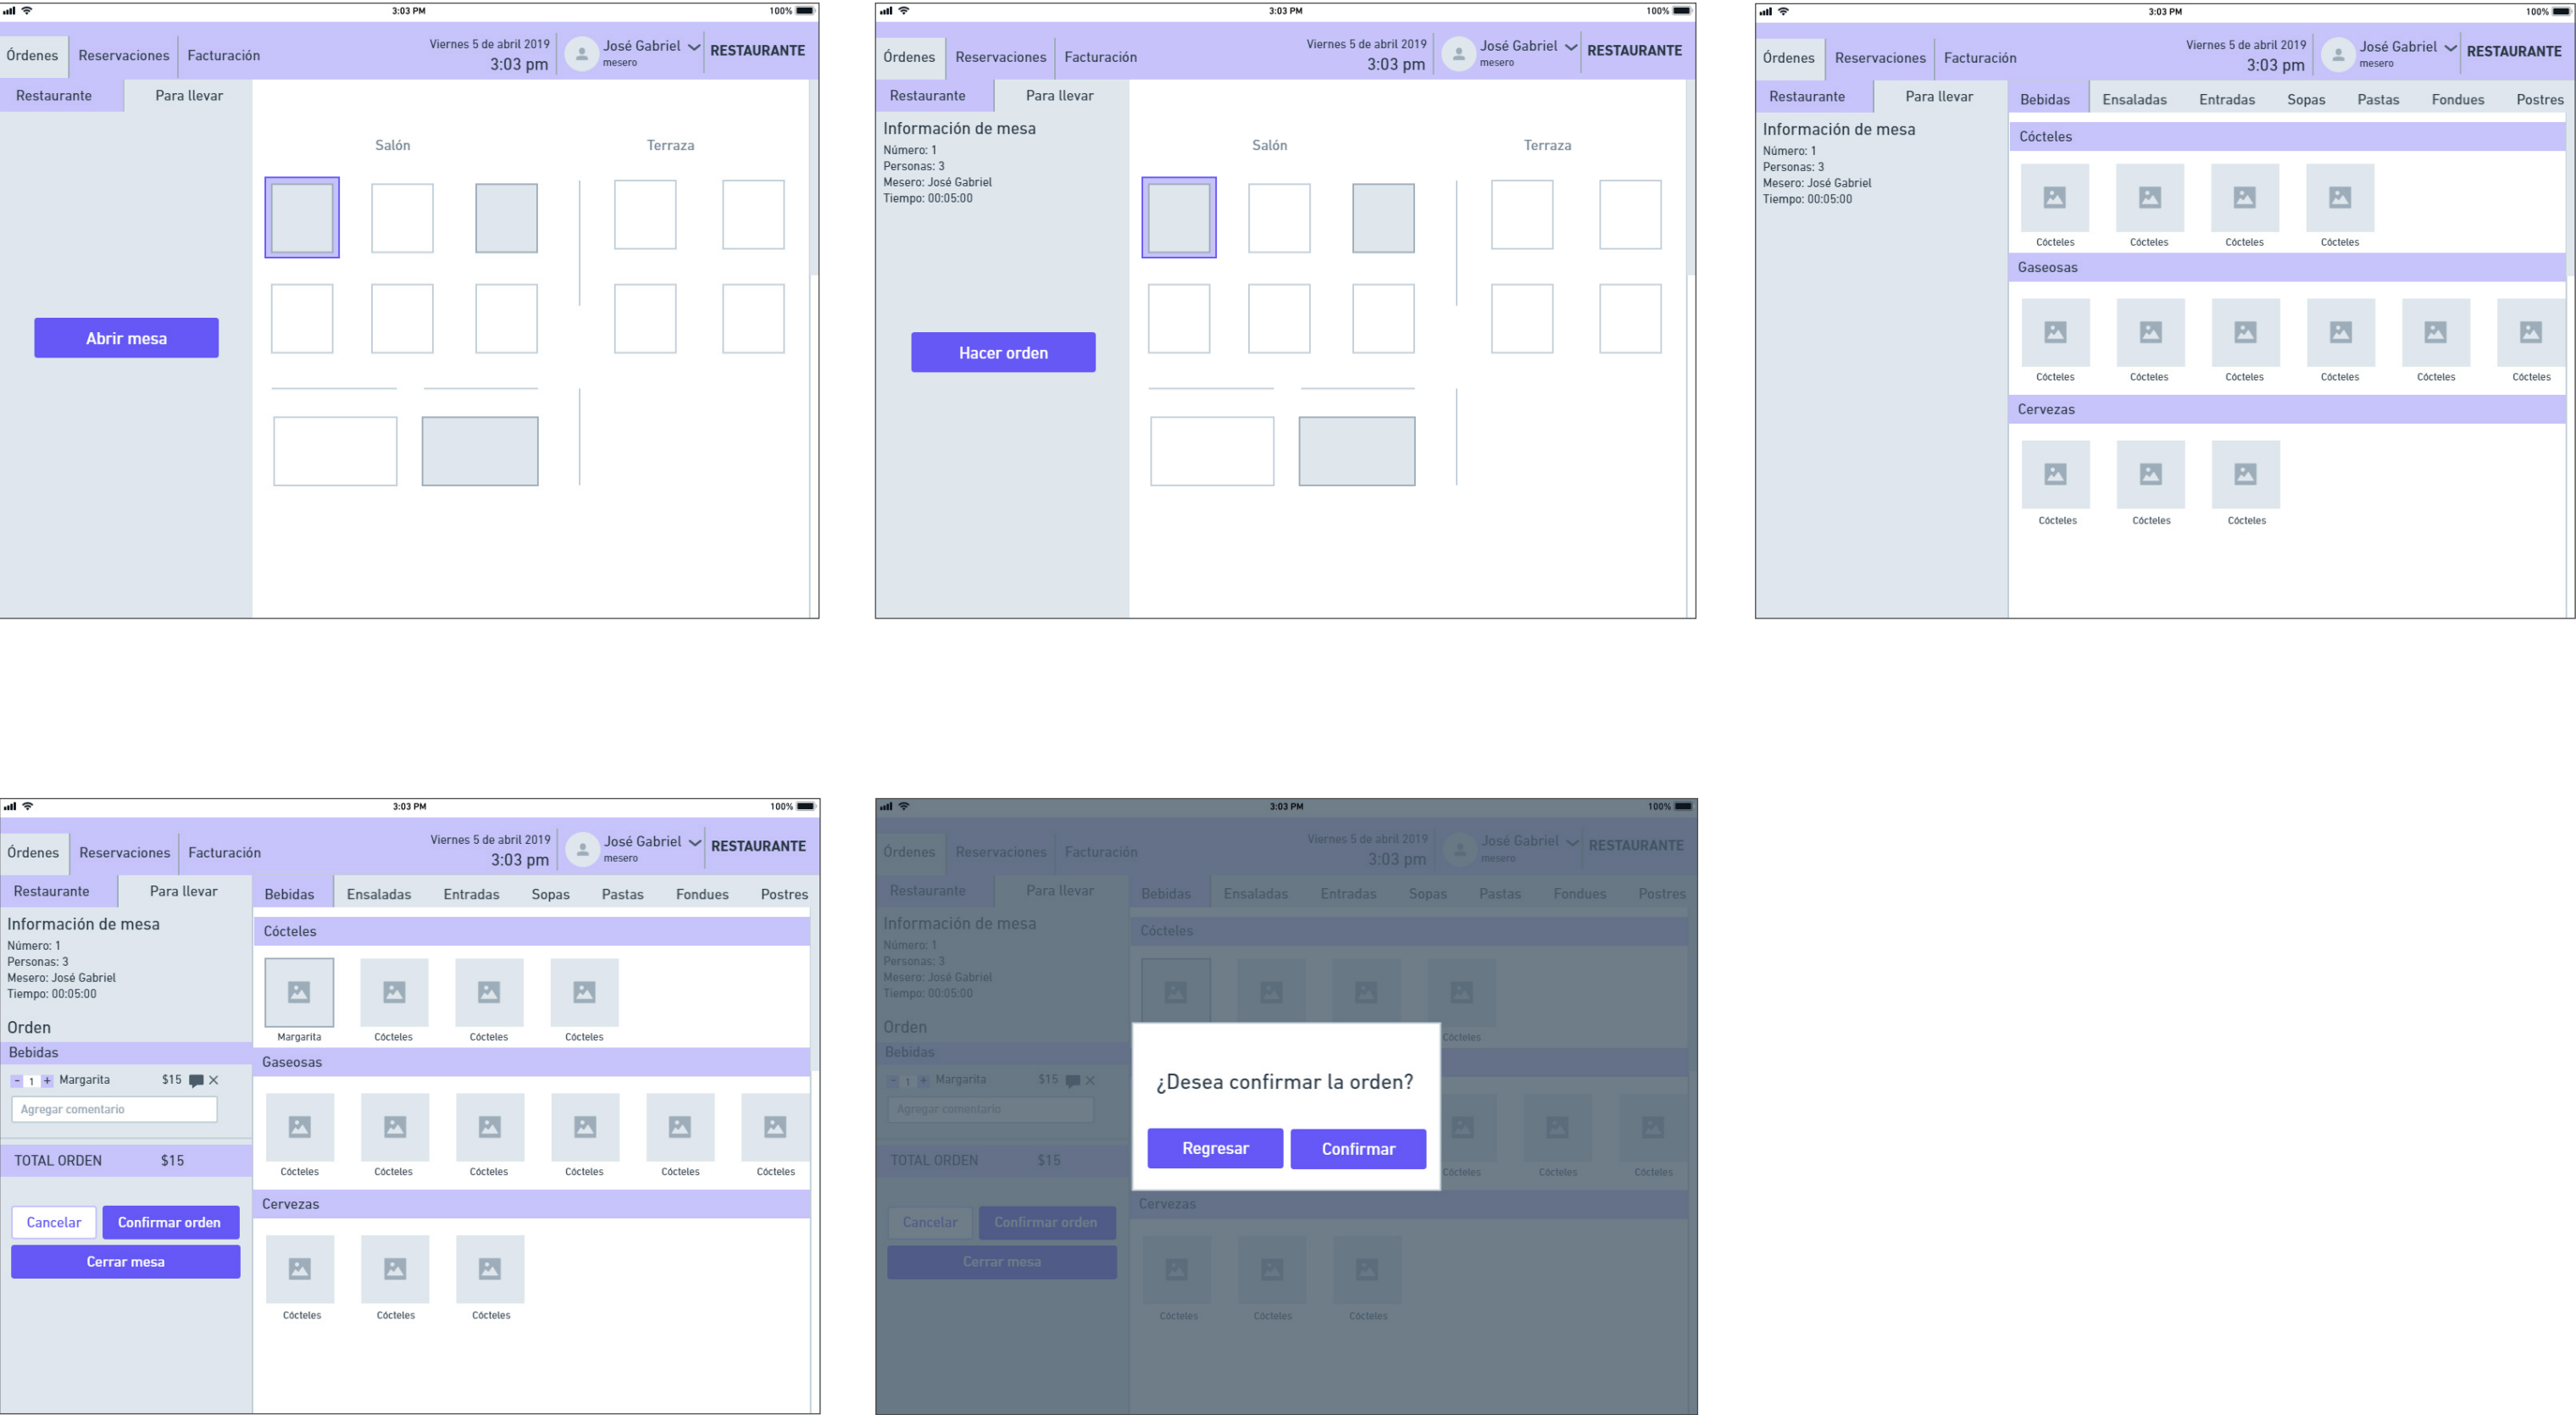 3:03 PM
100%
Órdenes
Reservaciones
Facturación
Viernes 5 de abril 2019
3:03 pm
José Gabriel
mesero
RESTAURANTE
Restaurante
Para llevar
Salón
Terraza
Abrir mesa
3:03 PM
100%
Órdenes
Reservaciones
Facturación
Viernes 5 de abril 2019
3:03 pm
José Gabriel
mesero
RESTAURANTE
Restaurante
Para llevar
Información de mesa
Número: 1
Personas: 3
Mesero: José Gabriel
Tiempo: 00:05:00
Salón
Terraza
Hacer orden
3:03 PM
100%
Órdenes
Reservaciones
Facturación
Viernes 5 de abril 2019
3:03 pm
José Gabriel
mesero
RESTAURANTE
Restaurante
Para llevar
Bebidas
Ensaladas
Entradas
Sopas
Pastas
Fondues
Postres
Información de mesa
Número: 1
Personas: 3
Mesero: José Gabriel
Tiempo: 00:05:00
Cócteles
Cócteles Cócteles Cócteles Cócteles
Gaseosas
Cócteles Cócteles Cócteles Cócteles Cócteles Cócteles
Cervezas
Cócteles Cócteles Cócteles
3:03 PM
100%
Órdenes
Reservaciones
Facturación
Viernes 5 de abril 2019
3:03 pm
José Gabriel
mesero
RESTAURANTE
Restaurante
Para llevar
Bebidas
Ensaladas
Entradas
Sopas
Pastas
Fondues
Postres
Información de mesa
Número: 1
Personas: 3
Mesero: José Gabriel
Tiempo: 00:05:00
Orden
Bebidas
- 1 + Margarita $15
Agregar comentario
TOTAL ORDEN $15
Cancelar
Confirmar orden
Cerrar mesa
Cócteles
Margarita Cócteles Cócteles Cócteles
Gaseosas
Cócteles Cócteles Cócteles Cócteles Cócteles Cócteles
Cervezas
Cócteles Cócteles Cócteles
3:03 PM
100%
Órdenes
Reservaciones
Facturación
Viernes 5 de abril 2019
3:03 pm
José Gabriel
mesero
RESTAURANTE
Restaurante
Para llevar
Bebidas
Ensaladas
Entradas
Sopas
Pastas
Fondues
Postres
Información de mesa
Número: 1
Personas: 3
Mesero: José Gabriel
Tiempo: 00:05:00
Orden
Bebidas
- 1 + Margarita $15
Agregar comentario
TOTAL ORDEN $15
Cancelar
Confirmar orden
Cerrar mesa
Cócteles
Cócteles
¿Desea confirmar la orden?
Regresar
Confirmar
Cócteles Cócteles Cócteles
Cervezas
Cócteles Cócteles Cócteles